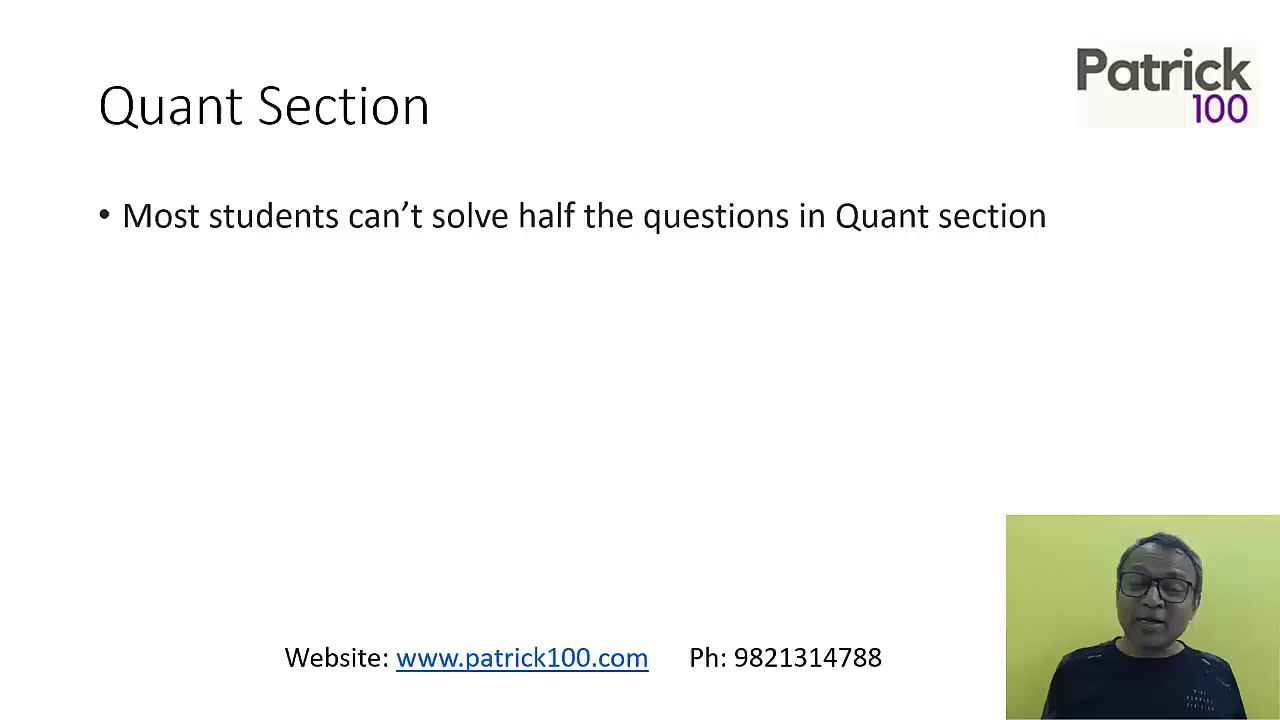 Patrick
100
Quant Section
• Most students can’t solve half the questions in Quant section
Website: www.patrick100.com Ph: 9821314788